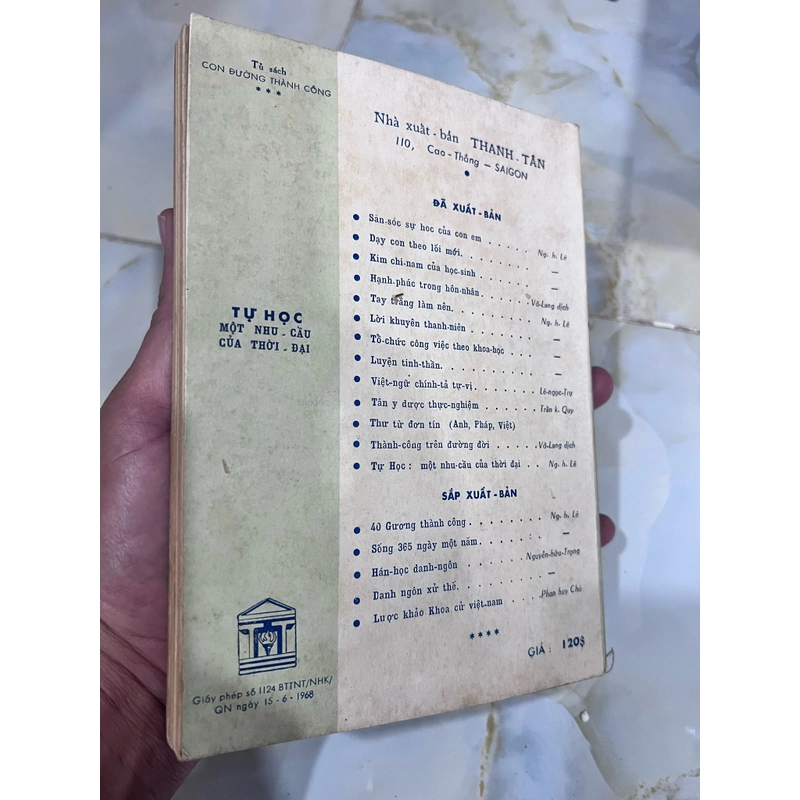 Tủ sách
CON ĐƯỜNG THÀNH CÔNG
***
TỰ HỌC
MỘT NHU-CẦU
CỦA THỜI-ĐẠI
Giấy phép số 1124 BTTNT/NHK/
QN ngày 15-6-1968
Nhà xuất-bản THANH-TÂN
110, Cao-Thắng — SAIGON
ĐÃ XUẤT-BẢN
Săn-sóc sự học của con em . . . . . Ng. h. Lê
Dạy con theo lối mới. . . . . . . . —
Kim chỉ-nam của học-sinh . . . . . —
Hạnh-phúc trong hôn-nhân. . . . . Võ-Lang dịch
Tay trắng làm nên. . . . . . . . Ng. h. Lê
Lời khuyên thanh-niên . . . . . . —
Tổ-chức công việc theo khoa-học . . . —
Luyện tinh-thần. . . . . . . . . —
Việt-ngữ chính-tả tự-vị . . . . . . Lê-ngọc-Trụ
Tân y dược thực-nghiệm . . . . . . Trần k. Quy
Thư từ đơn tín (Anh, Pháp, Việt)
Thành-công trên đường đời . . . . . Võ-Lang dịch
Tự Học : một nhu-cầu của thời đại . . Ng. h. Lê
SẮP XUẤT-BẢN
40 Gương thành công . . . . . . . Ng. h. Lê
Sống 365 ngày một năm . . . . . . —
Hán-học danh-ngôn . . . . . . Nguyễn-hữu-Trọng
Danh ngôn xử thế. . . . . . . . —
Lược khảo Khoa cử việt-nam . . . . Phan huy Chú
****
GIÁ : 120$